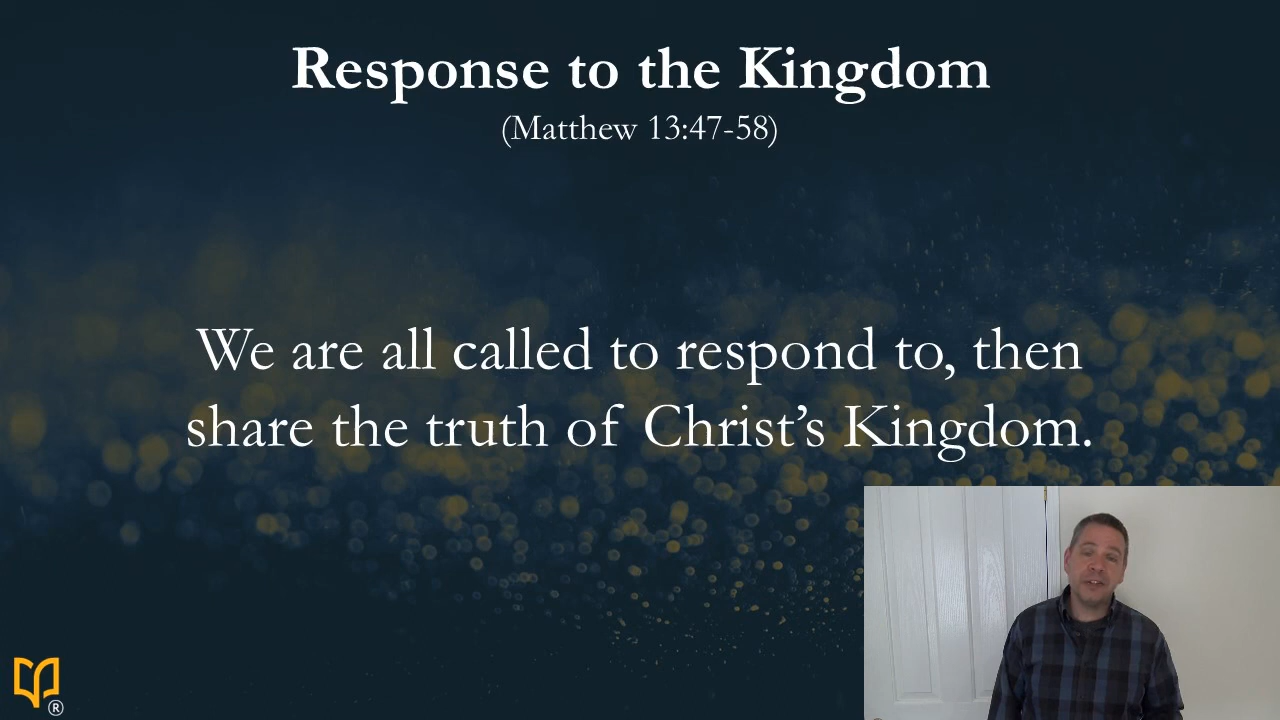 Response to the Kingdom
(Matthew 13:47-58)
We are all called to respond to, then
share the truth of Christ’s Kingdom.
®